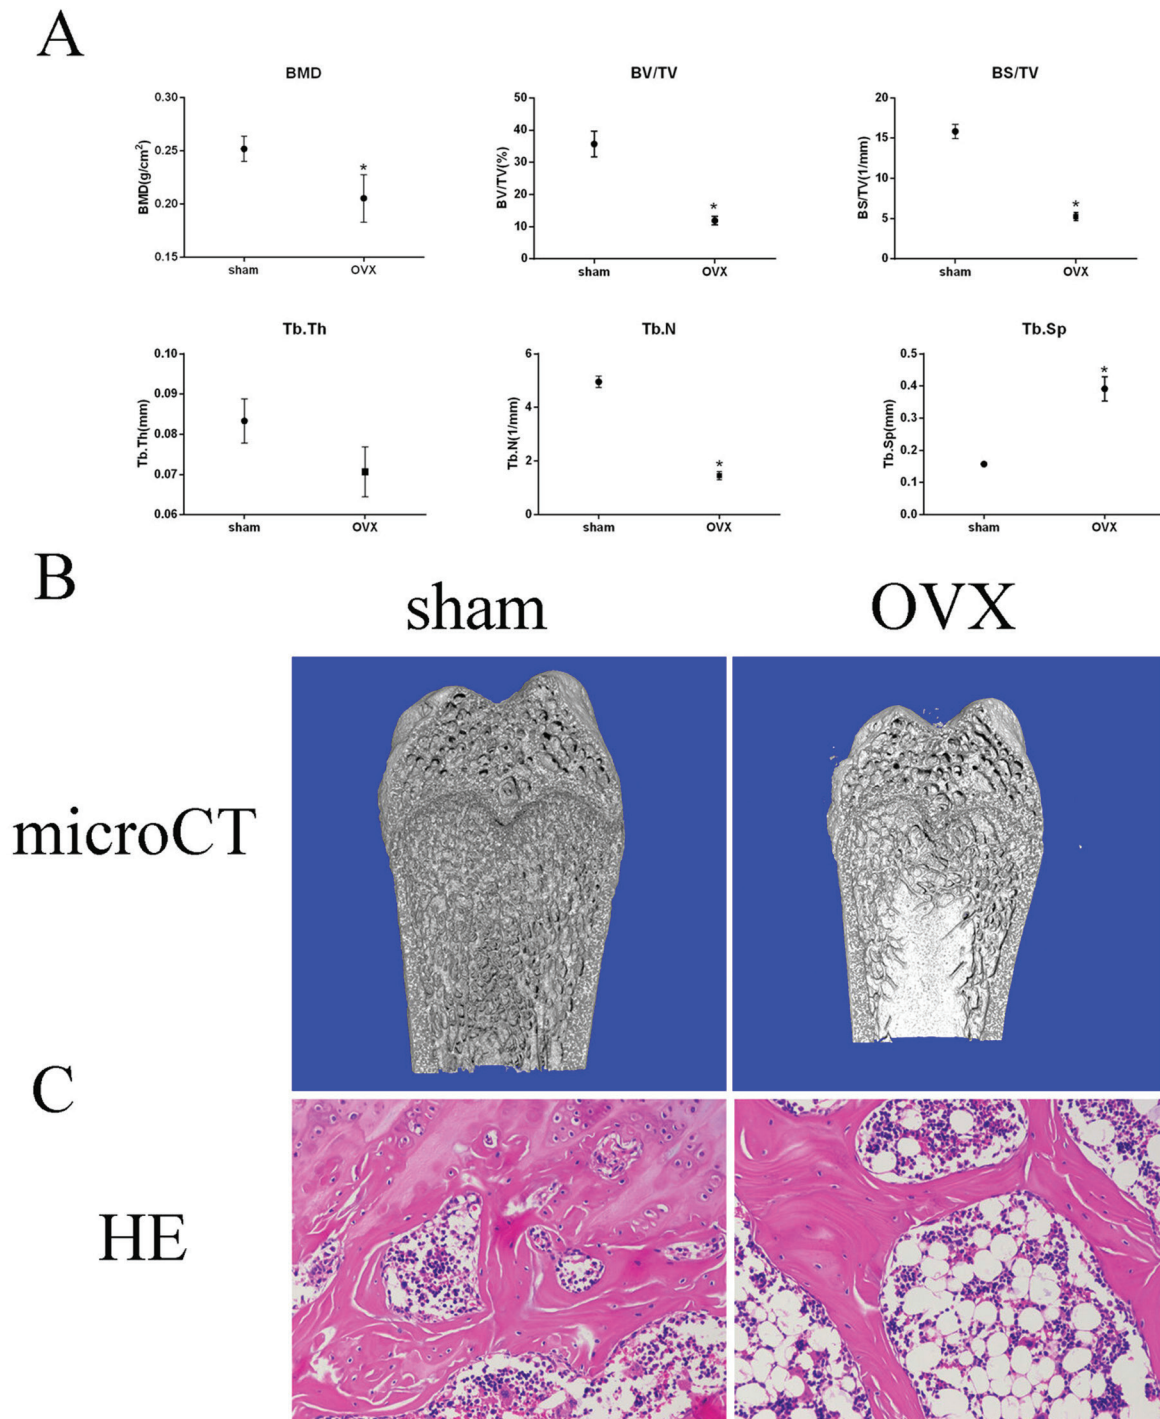 A
BMD
BMD(g/cm²)
0.30
0.25
0.20
0.15
*
sham
OVX
BV/TV
BV/TV(%)
50
40
30
20
10
0
*
sham
OVX
BS/TV
BS/TV(1/mm)
20
15
10
5
0
*
sham
OVX
Tb.Th
Tb.Th(mm)
0.10
0.09
0.08
0.07
0.06
sham
OVX
Tb.N
Tb.N(1/mm)
6
4
2
0
*
sham
OVX
Tb.Sp
Tb.Sp(mm)
0.5
0.4
0.3
0.2
0.1
0.0
*
sham
OVX
B
sham
OVX
microCT
C
HE